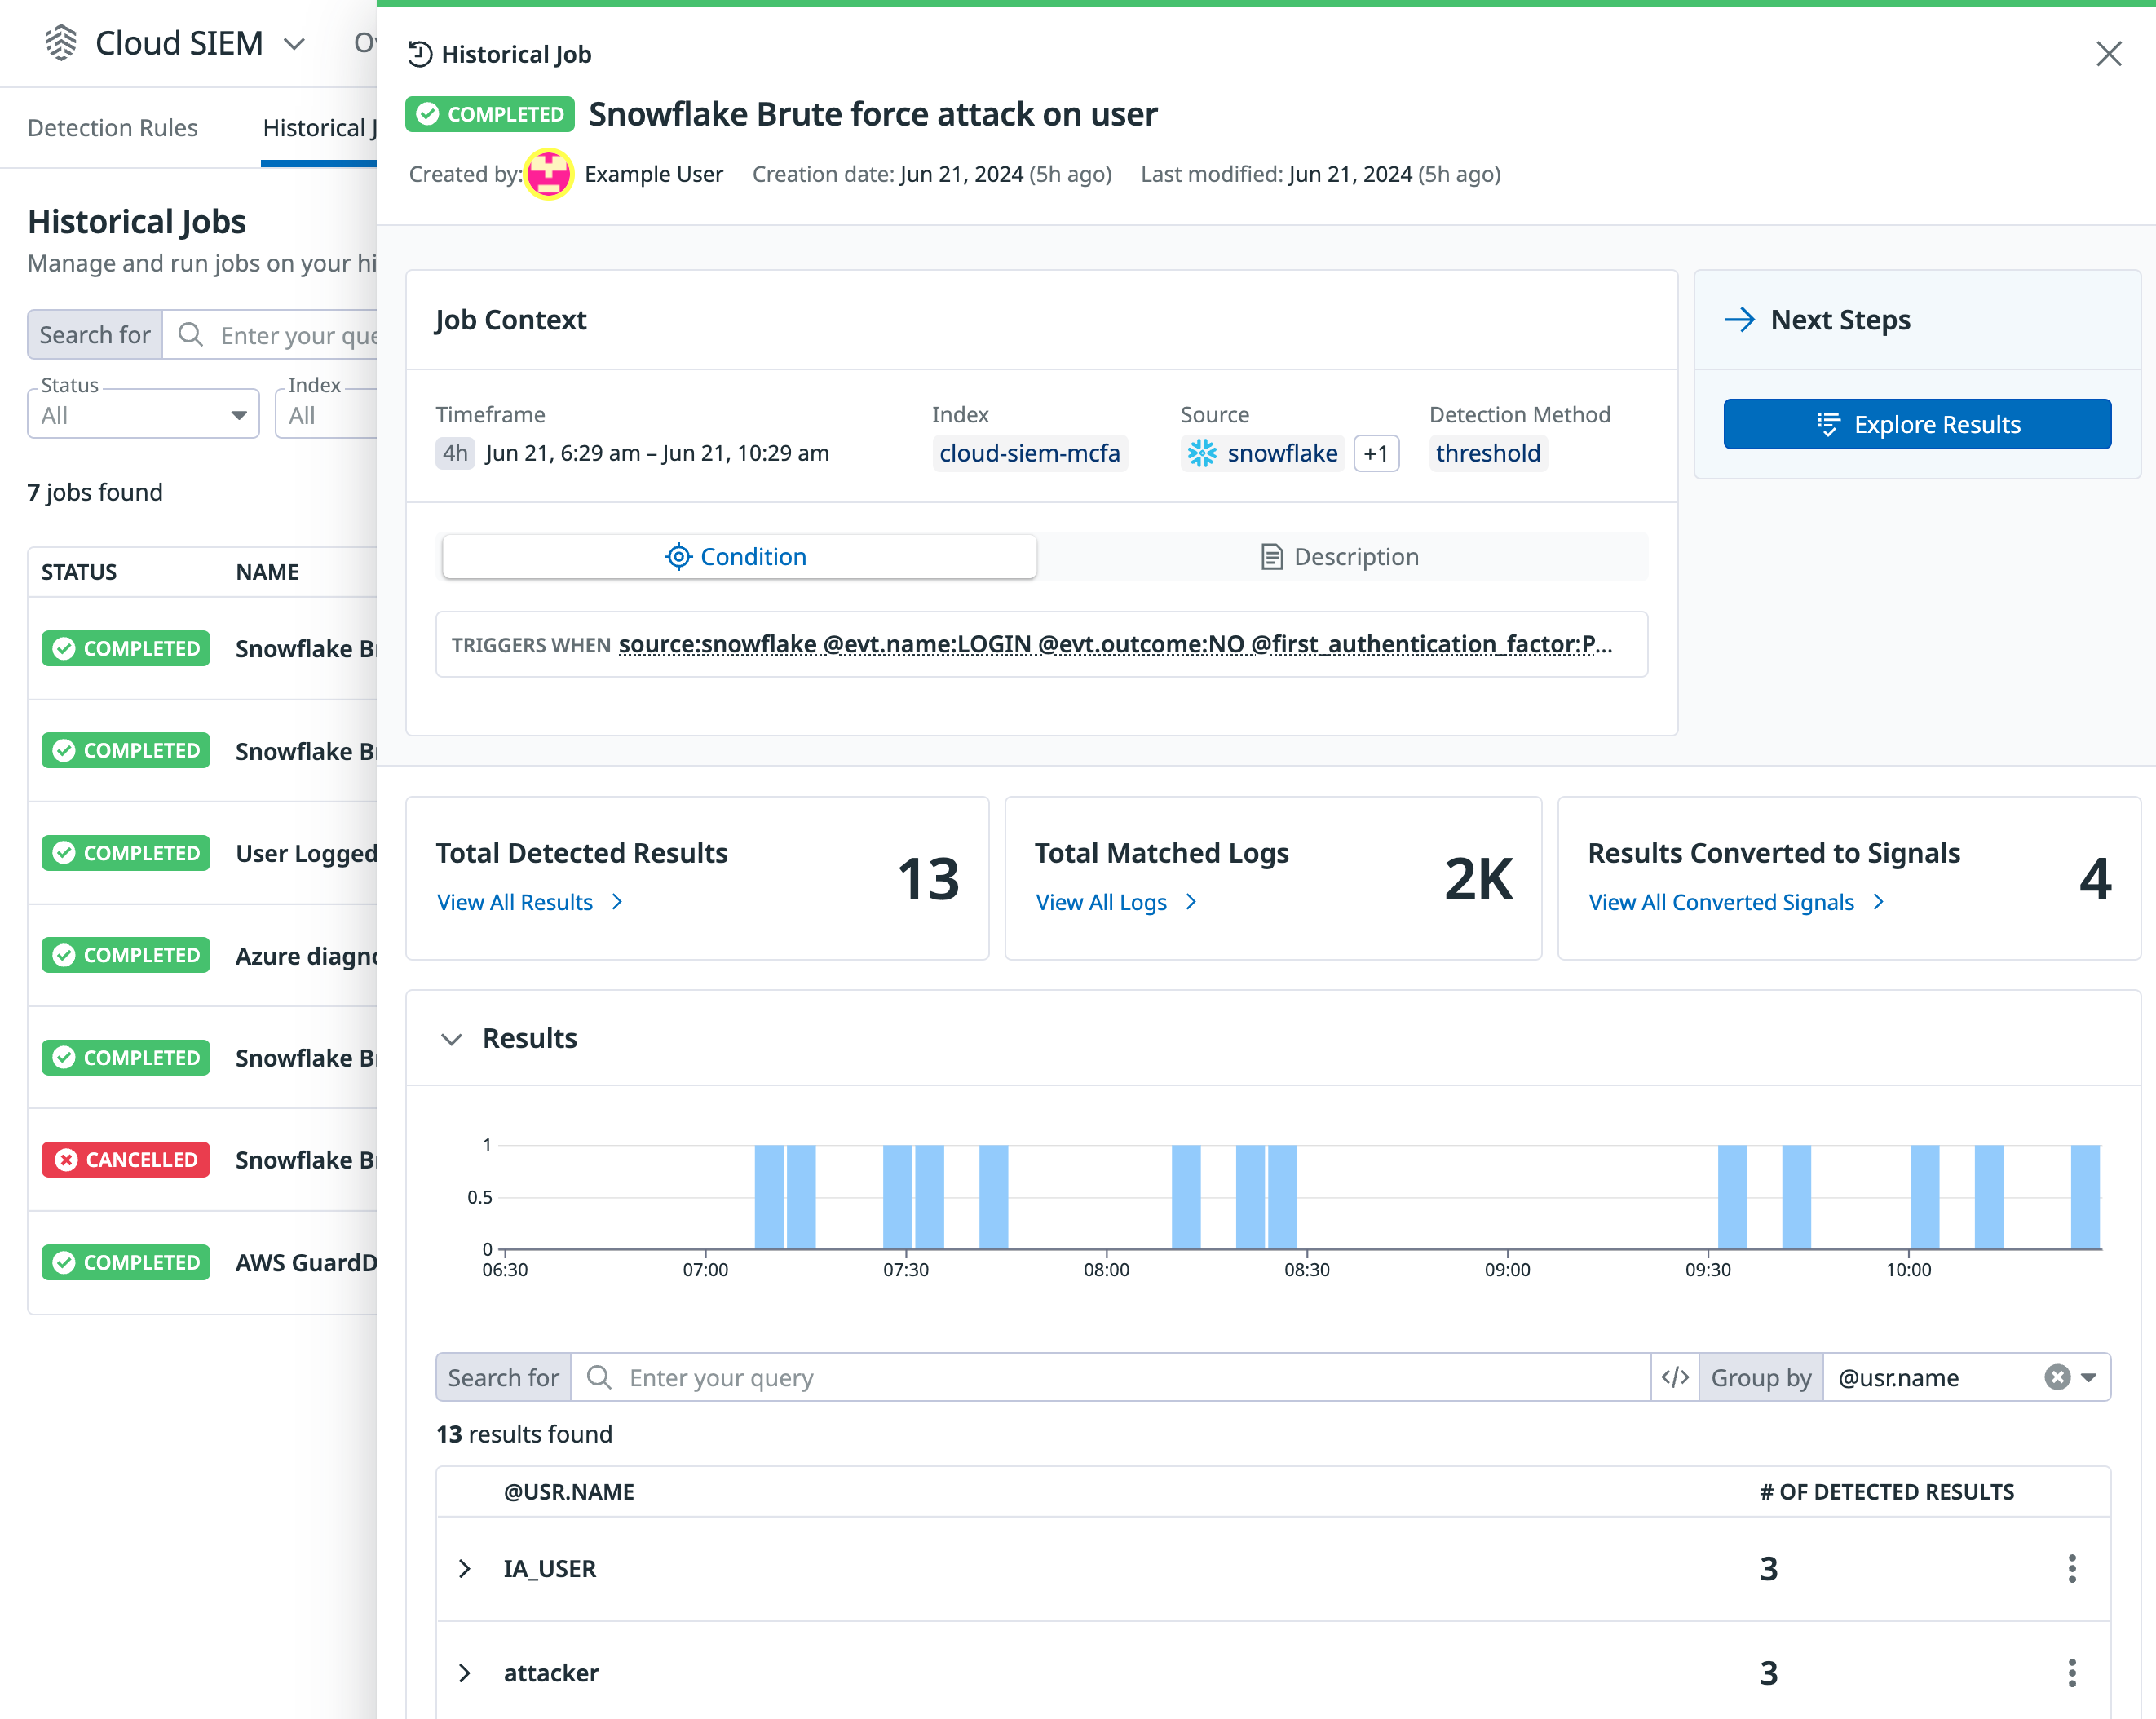 Cloud SIEM
Detection Rules
Historical
Historical Jobs
Manage and run jobs on your
Search for
Enter your
Status
All
Index
All
7 jobs found
STATUS NAME
COMPLETED Snowflake
COMPLETED Snowflake
COMPLETED User Logged
COMPLETED Azure
COMPLETED Snowflake
CANCELLED Snowflake
COMPLETED AWS
Historical Job
COMPLETED Snowflake Brute force attack on user
Created by: Example User Creation date: Jun 21, 2024 (5h ago) Last modified: Jun 21, 2024 (5h ago)
Job Context
Timeframe Index Source Detection Method
4h Jun 21, 6:29 am – Jun 21, 10:29 am cloud-siem-mcfa snowflake +1 threshold
Condition Description
TRIGGERS WHEN source:snowflake @evt.name:LOGIN @evt.outcome:NO @first_authentication_factor:P...
Next Steps
Explore Results
Total Detected Results
View All Results
13
Total Matched Logs
View All Logs
2K
Results Converted to Signals
View All Converted Signals
4
Results
1
0.5
0
06:30 07:00 07:30 08:00 08:30 09:00 09:30 10:00
Search for Enter your query </> Group by @usr.name
13 results found
@USR.NAME # OF DETECTED RESULTS
IA_USER 3
attacker 3